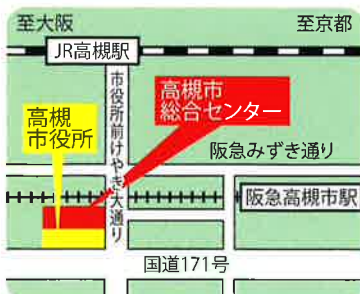 至大阪
至京都
JR高槻駅
高槻市
総合センター
高槻
市役所
市役所前けやき大通り
阪急みずき通り
阪急高槻市駅
国道171号